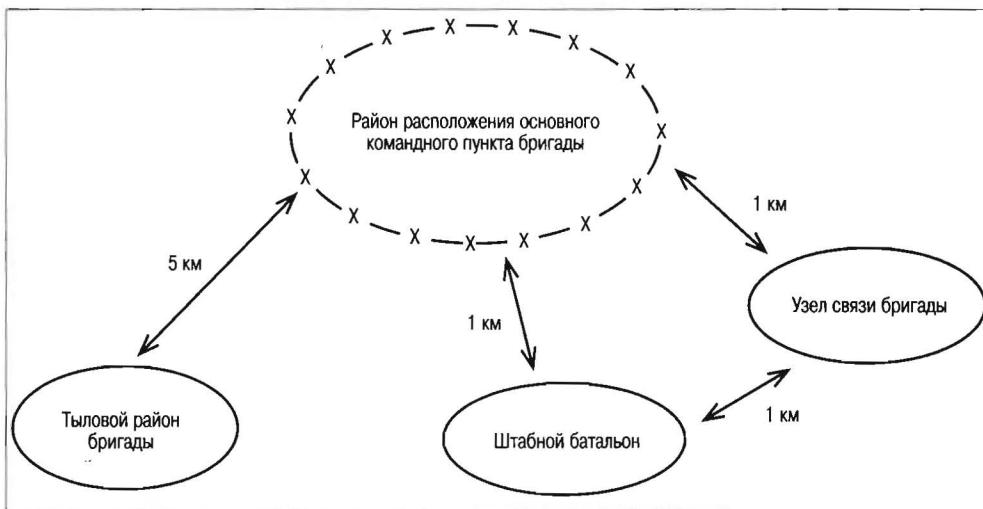 Район расположения основного
командного пункта бригады
5 км
1 км
1 км
Узел связи бригады
1 км
Тыловой район
бригады
Штабной батальон
X X X X X X X X X X X X X X X X